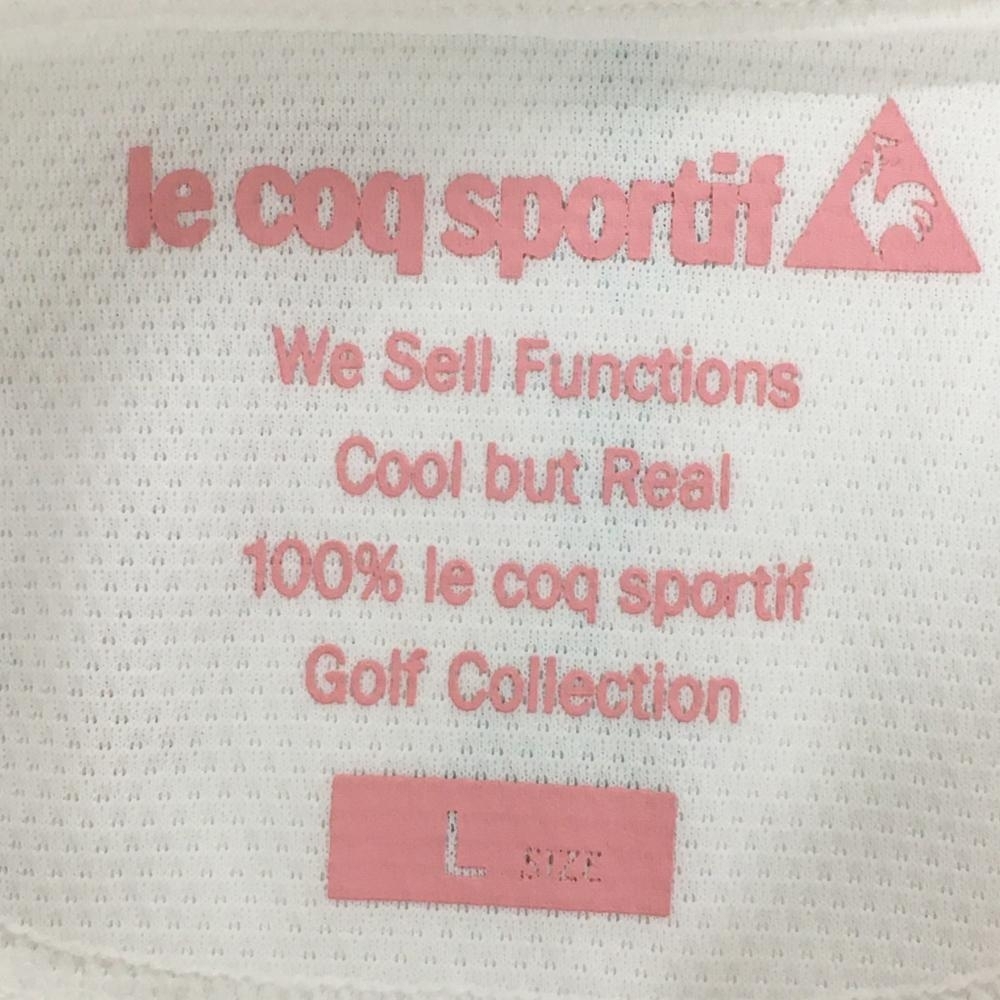 le coq sportif
We Sell Functions
Cool but Real
100% le coq sportif
Golf Collection
L SIZE